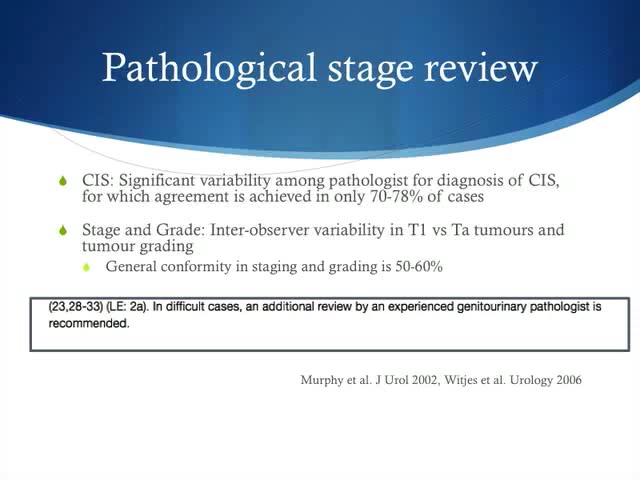 Pathological stage review
CIS: Significant variability among pathologist for diagnosis of CIS,
for which agreement is achieved in only 70-78% of cases
Stage and Grade: Inter-observer variability in T1 vs Ta tumours and
tumour grading
General conformity in staging and grading is 50-60%
(23,28-33) (LE: 2a). In difficult cases, an additional review by an experienced genitourinary pathologist is
recommended.
Murphy et al. J Urol 2002, Witjes et al. Urology 2006